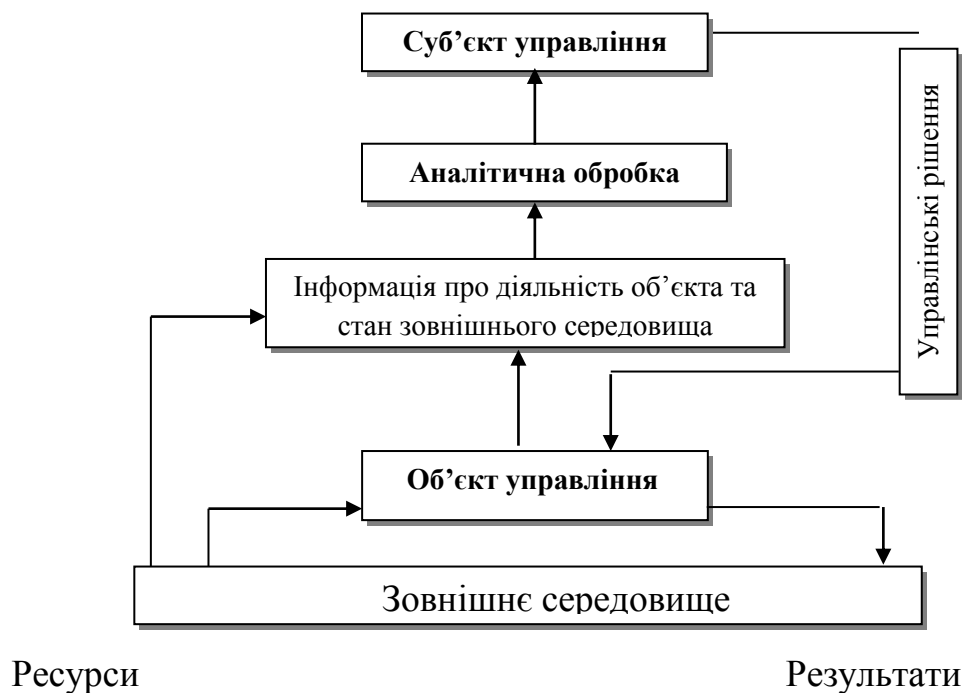 Суб’єкт управління
Аналітична обробка
Інформація про діяльність об’єкта та
стан зовнішнього середовища
Управлінські рішення
Об’єкт управління
Зовнішнє середовище
Ресурси
Результати